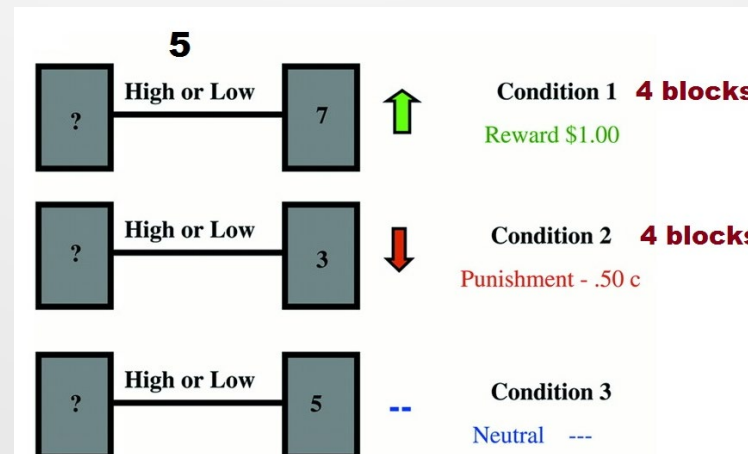 5
High or Low
?
7
Condition 1 4 blocks
Reward $1.00
High or Low
?
3
Condition 2 4 blocks
Punishment - .50 c
High or Low
?
5
--
Condition 3
Neutral ---